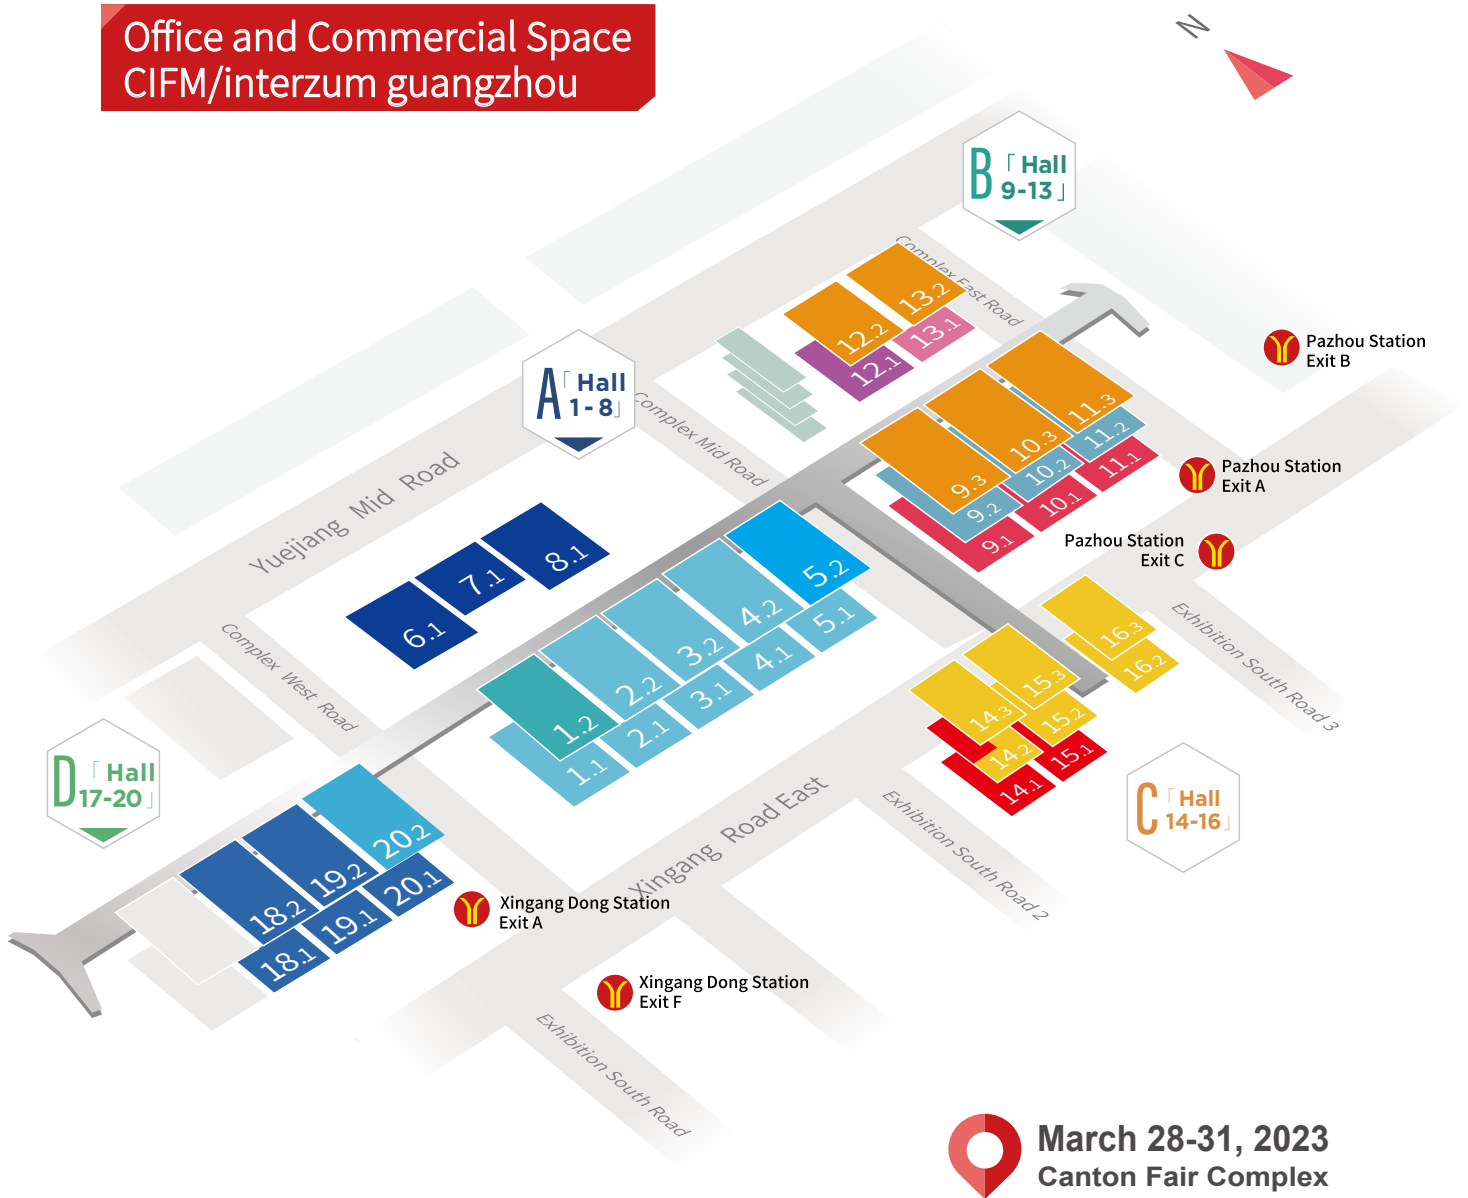 Office and Commercial Space
CIFM/interzum guangzhou
N
B「Hall
9-13」
Complex East Road
13.2
12.2
13.1
12.1
Pazhou Station
Exit B
A「Hall
1-8」
Complex Mid Road
11.3
11.2
11.1
10.3
10.2
10.1
9.3
9.2
9.1
Pazhou Station
Exit A
Pazhou Station
Exit C
Yuejiang Mid Road
8.1
7.1
6.1
5.2
5.1
4.2
4.1
3.2
3.1
2.2
2.1
1.2
1.1
16.3
16.2
15.3
15.2
15.1
14.3
14.2
14.1
Exhibition South Road 3
Complex West Road
D「Hall
17-20」
C「Hall
14-16」
20.2
20.1
19.2
19.1
18.2
18.1
Xingang Road East
Exhibition South Road 2
Xingang Dong Station
Exit A
Xingang Dong Station
Exit F
Exhibition South Road
March 28-31, 2023
Canton Fair Complex